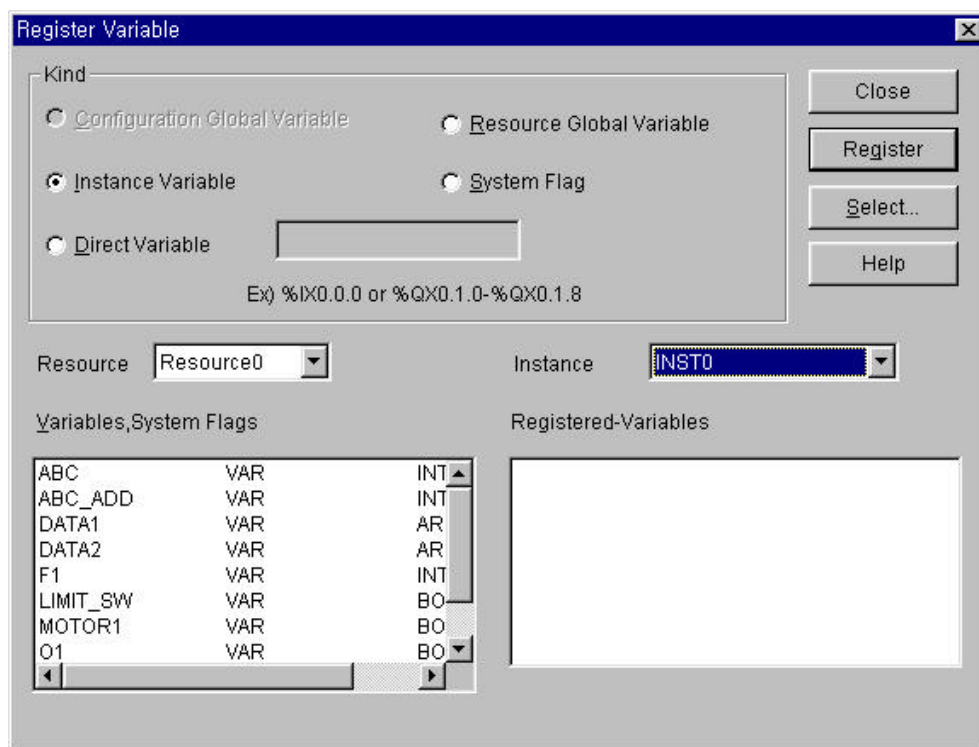 Register Variable
Kind
Configuration Global Variable
Resource Global Variable
Instance Variable
System Flag
Direct Variable
Ex) %IX0.0.0 or %QX0.1.0-%QX0.1.8
Close
Register
Select...
Help
Resource Resource0
Instance INST0
Variables,System Flags
ABC VAR INT
ABC_ADD VAR INT
DATA1 VAR AR
DATA2 VAR AR
F1 VAR INT
LIMIT_SW VAR BO
MOTOR1 VAR BO
O1 VAR BO
Registered-Variables